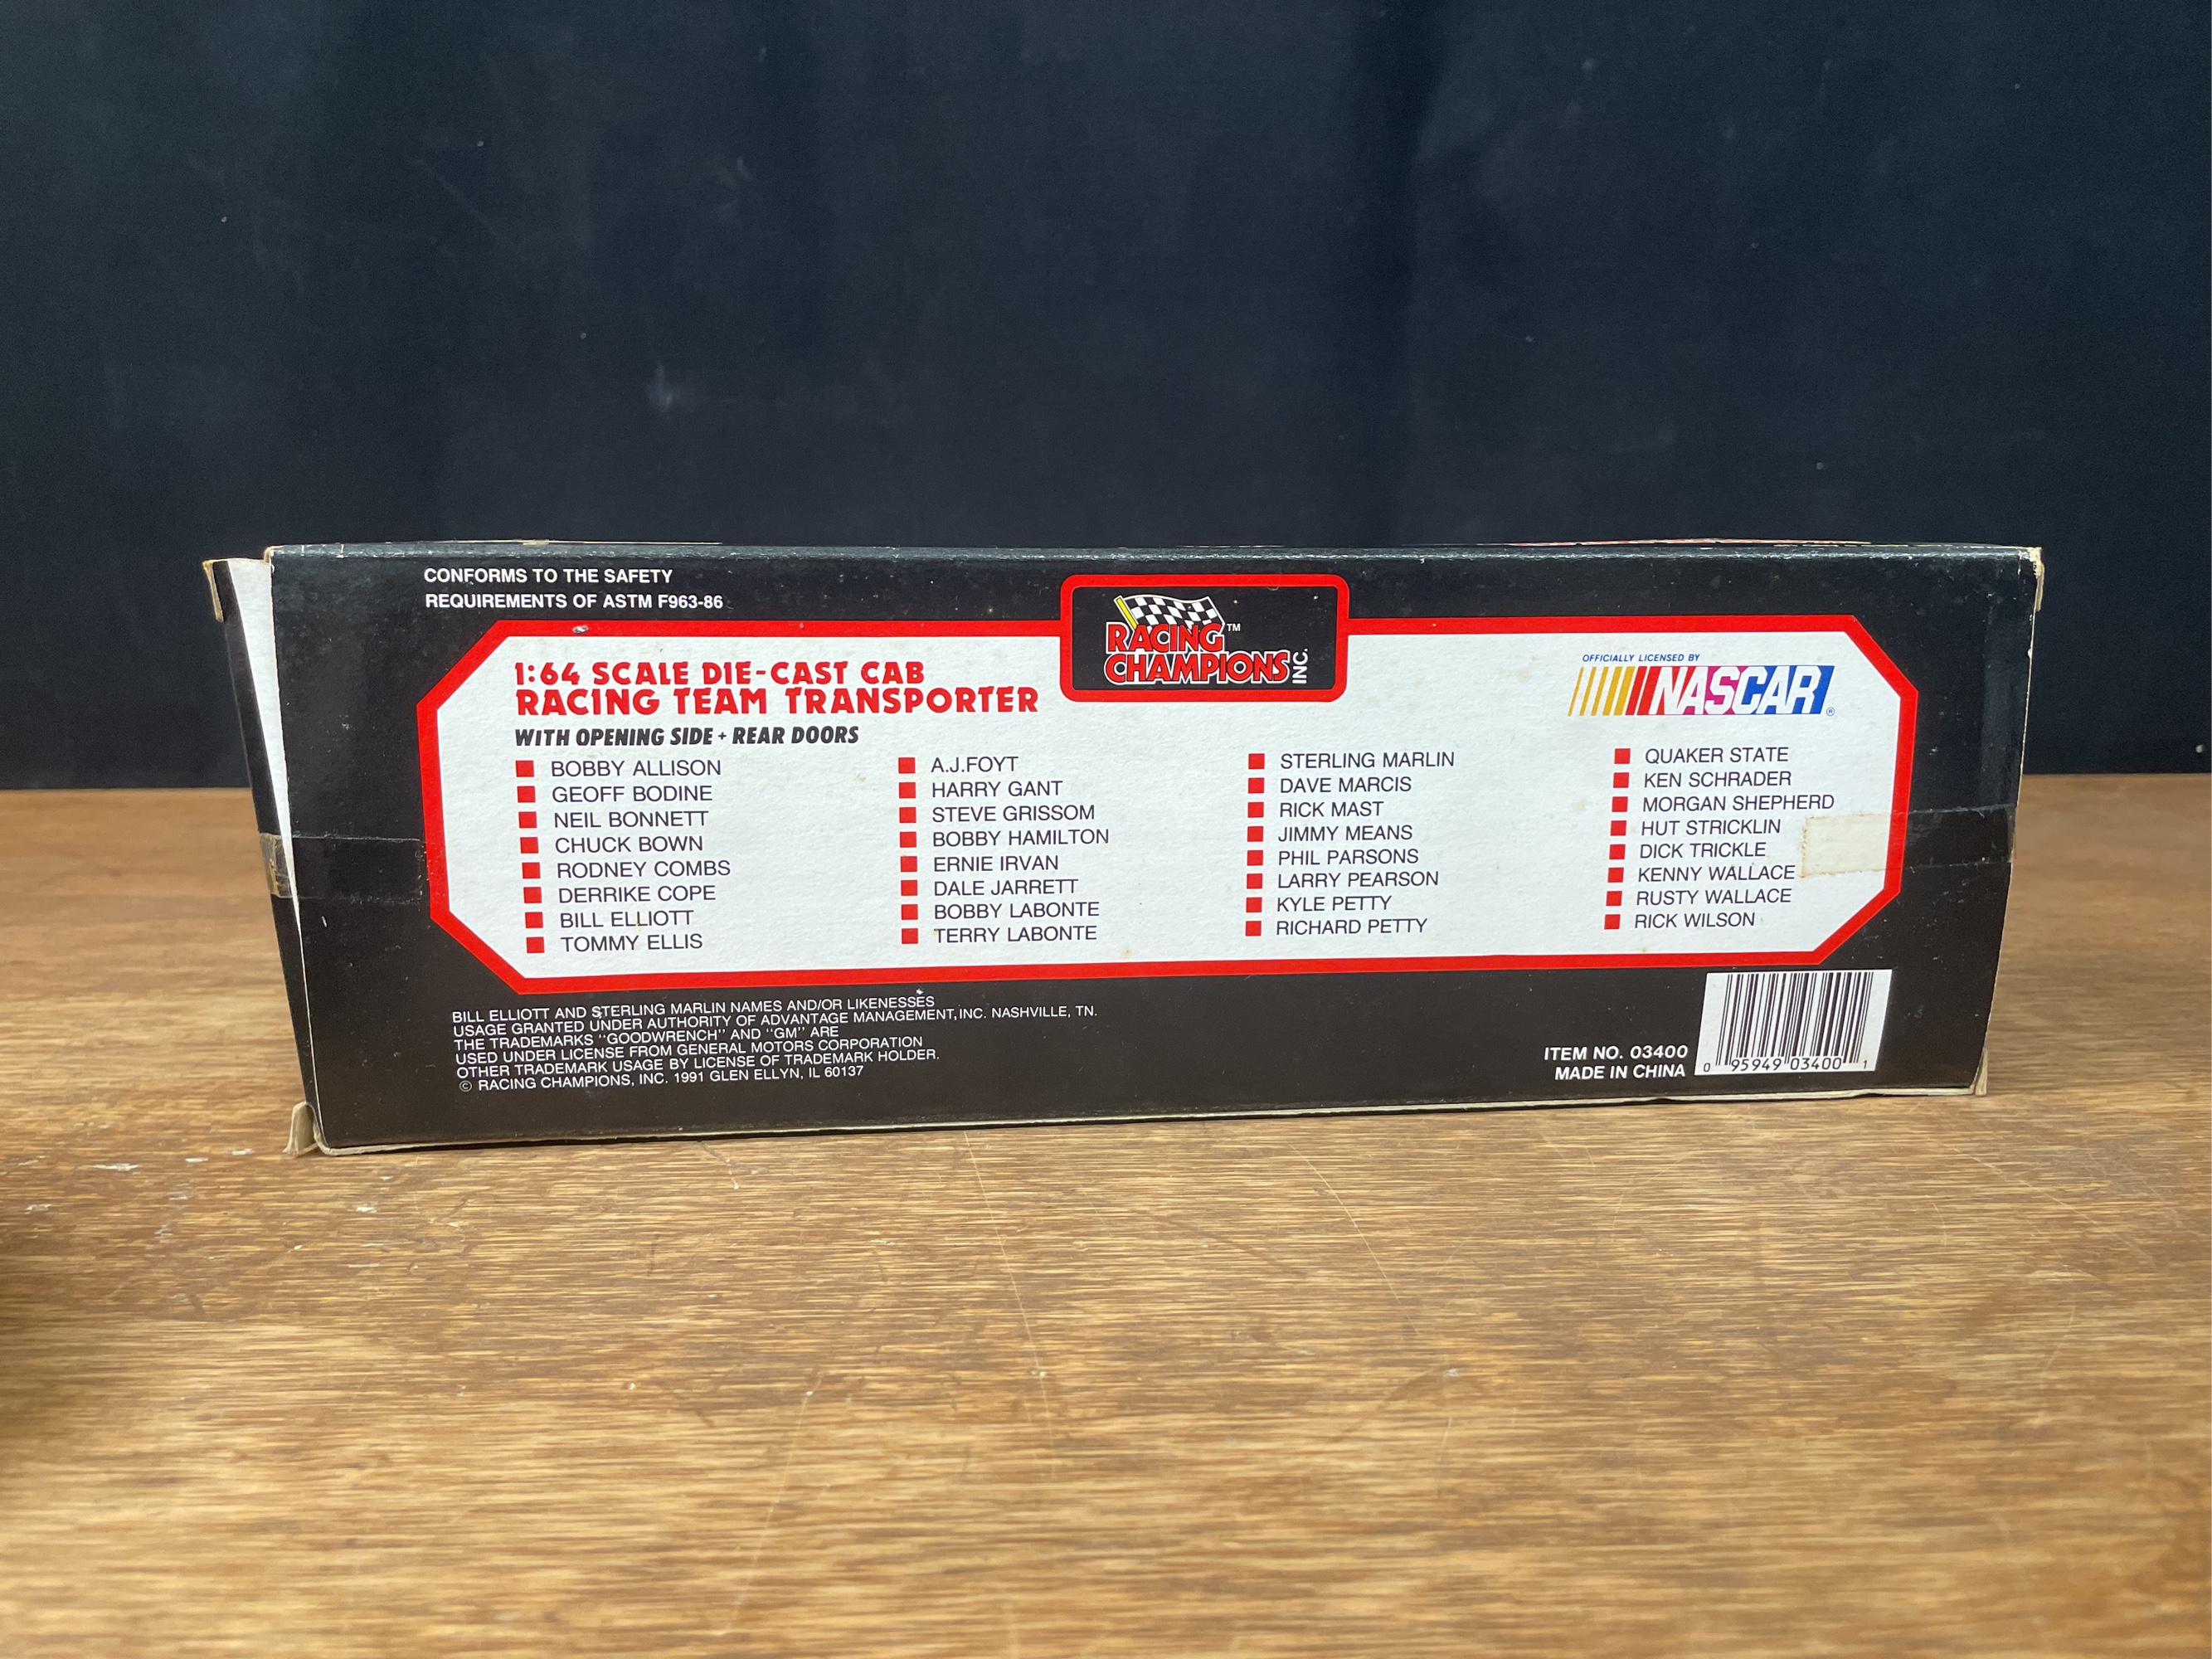 CONFORMS TO THE SAFETY
REQUIREMENTS OF ASTM F963-86
RACING™
CHAMPIONS INC.
1:64 SCALE DIE-CAST CAB
RACING TEAM TRANSPORTER
WITH OPENING SIDE + REAR DOORS
OFFICIALLY LICENSED BY
NASCAR®
BOBBY ALLISON
GEOFF BODINE
NEIL BONNETT
CHUCK BOWN
RODNEY COMBS
DERRIKE COPE
BILL ELLIOTT
TOMMY ELLIS
A.J.FOYT
HARRY GANT
STEVE GRISSOM
BOBBY HAMILTON
ERNIE IRVAN
DALE JARRETT
BOBBY LABONTE
TERRY LABONTE
STERLING MARLIN
DAVE MARCIS
RICK MAST
JIMMY MEANS
PHIL PARSONS
LARRY PEARSON
KYLE PETTY
RICHARD PETTY
QUAKER STATE
KEN SCHRADER
MORGAN SHEPHERD
HUT STRICKLIN
DICK TRICKLE
KENNY WALLACE
RUSTY WALLACE
RICK WILSON
BILL ELLIOTT AND STERLING MARLIN NAMES AND/OR LIKENESSES
USAGE GRANTED UNDER AUTHORITY OF ADVANTAGE MANAGEMENT, INC. NASHVILLE, TN.
THE TRADEMARKS "GOODWRENCH" AND "GM" ARE
USED UNDER LICENSE FROM GENERAL MOTORS CORPORATION
OTHER TRADEMARK USAGE BY LICENSE OF TRADEMARK HOLDER.
© RACING CHAMPIONS, INC. 1991 GLEN ELLYN, IL 60137
ITEM NO. 03400
MADE IN CHINA
0 95949 03400 1